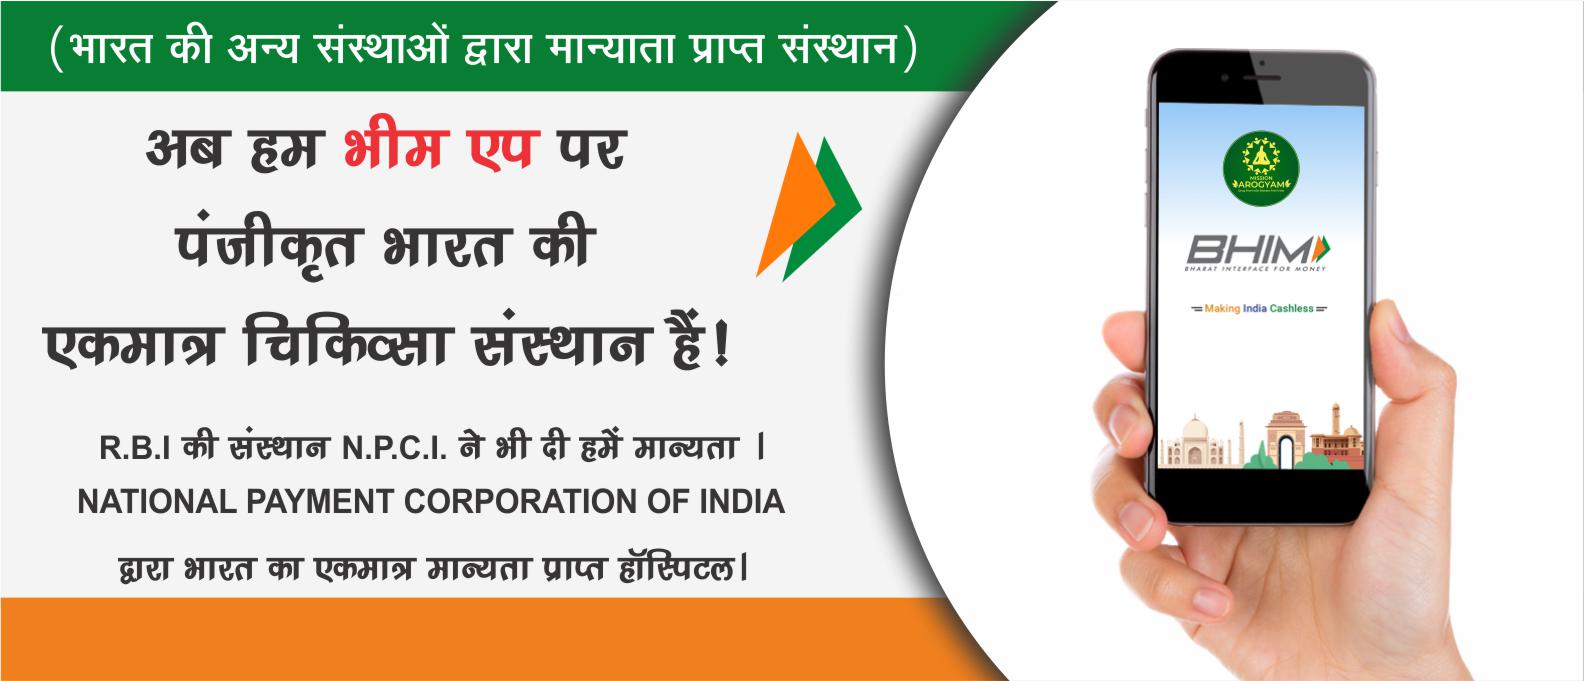 (भारत की अन्य संस्थाओं द्वारा मान्याता प्राप्त संस्थान)
अब हम भीम एप पर
पंजीकृत भारत की
एकमात्र चिकित्सा संस्थान हैं!
R.B.I की संस्थान N.P.C.I. ने भी दी हमें मान्यता |
NATIONAL PAYMENT CORPORATION OF INDIA
द्वारा भारत का एकमात्र मान्यता प्राप्त हॉस्पिटल|
MISSION
AROGYAM
BHIM
BHARAT INTERFACE FOR MONEY
Making India Cashless